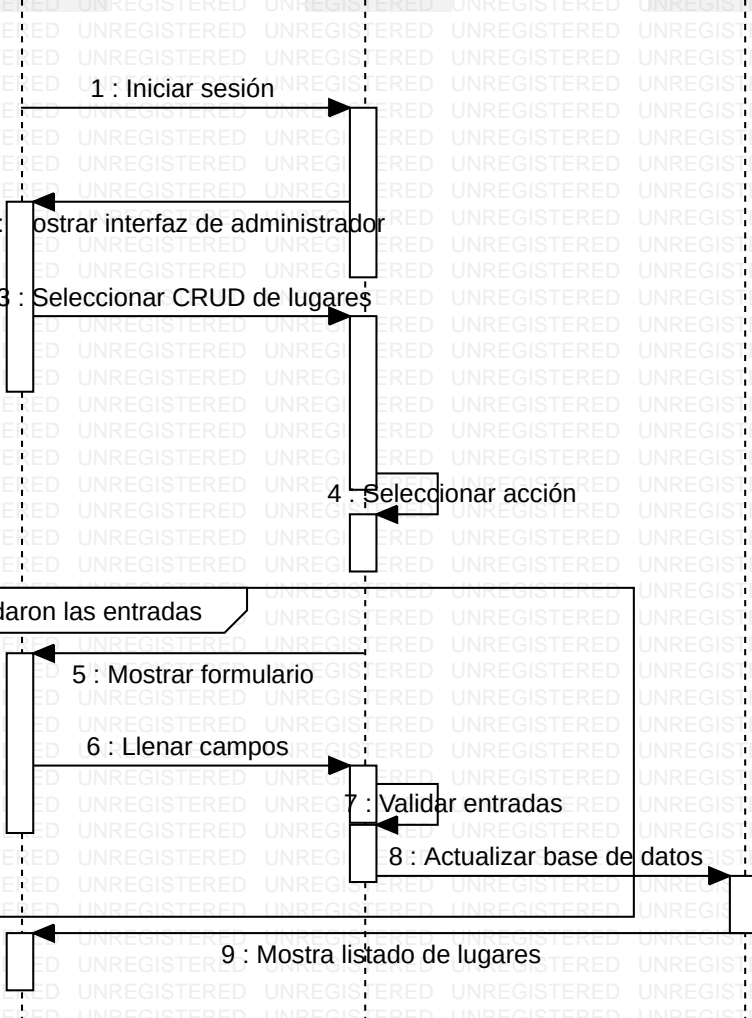 1 : Iniciar sesión
: ostrar interfaz de administrador
3 : Seleccionar CRUD de lugares
4 : Seleccionar acción
daron las entradas
5 : Mostrar formulario
6 : Llenar campos
7 : Validar entradas
8 : Actualizar base de datos
9 : Mostra listado de lugares
UNREGISTERED